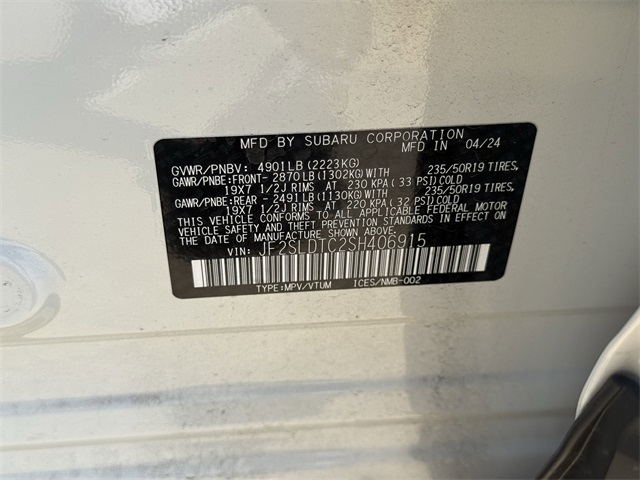 MFD BY SUBARU CORPORATION
MFD IN 04/24
GVWR/PNBV: 4901LB (2223KG)
GAWR/PNBE:FRONT- 2870LB (1302KG) WITH 235/50R19 TIRES,
19X7 1/2J RIMS AT 230 KPA ( 33 PSI) COLD
GAWR/PNBE:REAR - 2491LB (1130KG) WITH 235/50R19 TIRES,
19X7 1/2J RIMS AT 220 KPA ( 32 PSI) COLD
THIS VEHICLE CONFORMS TO ALL APPLICABLE FEDERAL MOTOR
VEHICLE SAFETY AND THEFT PREVENTION STANDARDS IN EFFECT ON
THE DATE OF MANUFACTURE SHOWN ABOVE.
VIN: JF2SLDTC2SH406915
TYPE:MPV/VTUM ICES/NMB-002